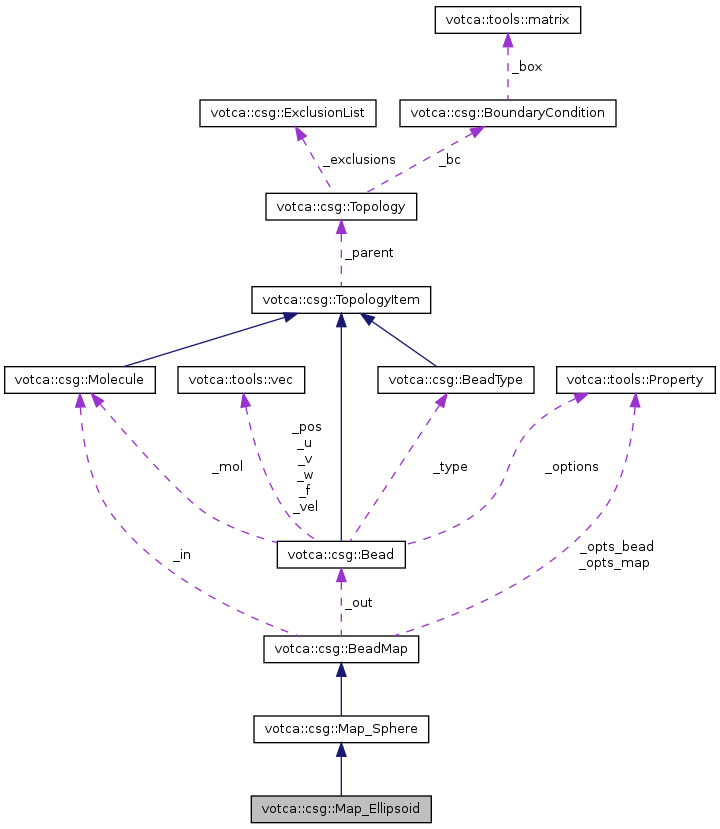 votca::tools::matrix
_box
votca::csg::ExclusionList
votca::csg::BoundaryCondition
_exclusions
_bc
votca::csg::Topology
_parent
votca::csg::TopologyItem
votca::csg::Molecule
votca::tools::vec
votca::csg::BeadType
votca::tools::Property
_pos
_u
_v
_w
_f
_vel
_mol
_type
_options
votca::csg::Bead
_in
_opts_bead
_opts_map
_out
votca::csg::BeadMap
votca::csg::Map_Sphere
votca::csg::Map_Ellipsoid